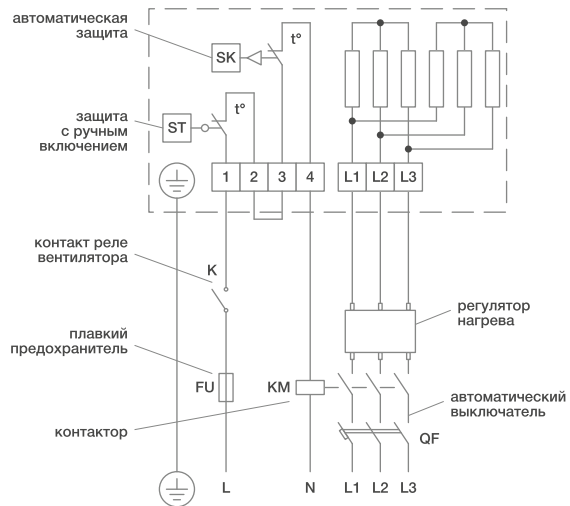 автоматическая
защита
SK
t°
защита
с ручным
включением
ST
t°
1 2 3 4 L1 L2 L3
контакт реле
вентилятора
K
регулятор
нагрева
плавкий
предохранитель
FU
KM
автоматический
выключатель
контактор
QF
L N L1 L2 L3